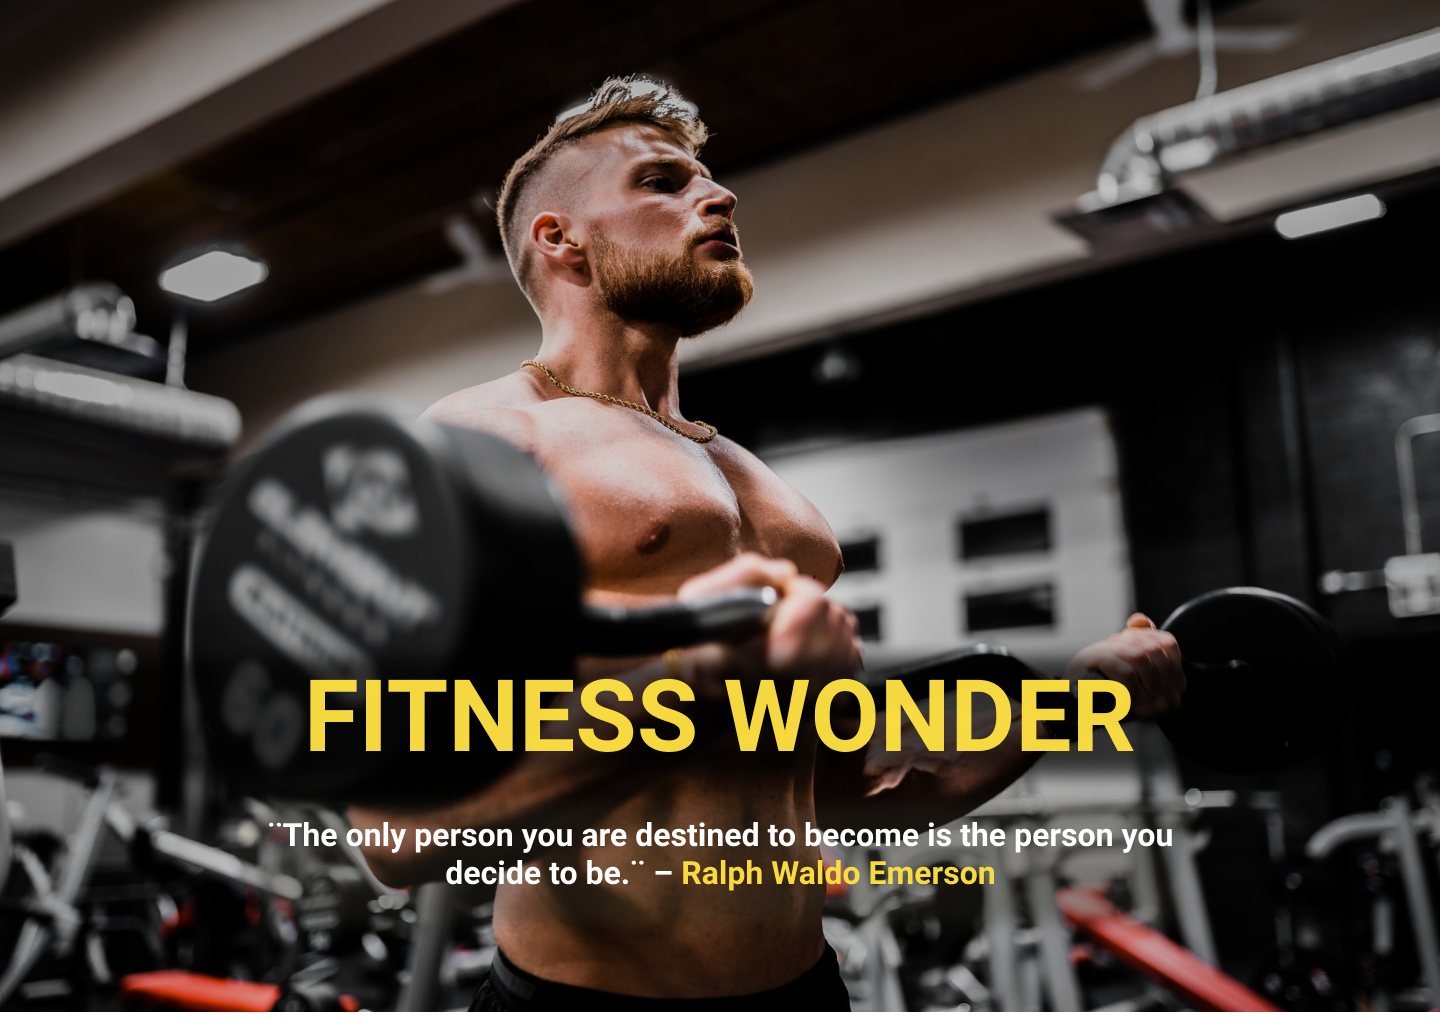 FITNESS WONDER
¨The only person you are destined to become is the person you
decide to be.¨ – Ralph Waldo Emerson